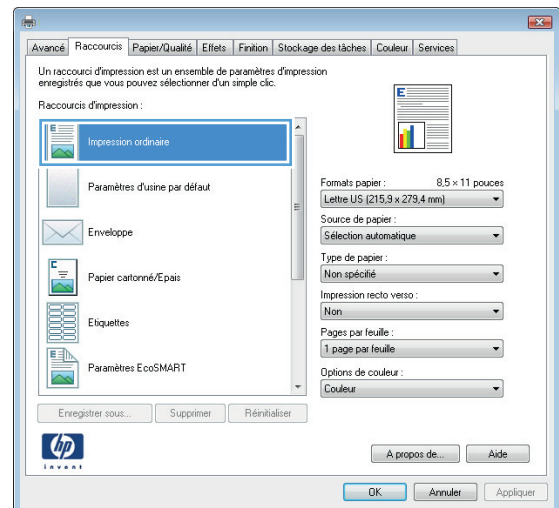 Avancé Raccourcis Papier/Qualité Effets Finition Stockage des tâches Couleur Services
Un raccourci d'impression est un ensemble de paramètres d'impression
enregistrés que vous pouvez sélectionner d'un simple clic.
Raccourcis d'impression :
Impression ordinaire
Paramètres d'usine par défaut
Enveloppe
Papier cartonné/Epais
Etiquettes
Paramètres EcoSMART
Enregistrer sous... Supprimer Réinitialiser
E
Formats papier : 8,5 × 11 pouces
Lettre US (215,9 x 279,4 mm)
Source de papier :
Sélection automatique
Type de papier :
Non spécifié
Impression recto verso :
Non
Pages par feuille :
1 page par feuille
Options de couleur :
Couleur
hp
invent
A propos de... Aide
OK Annuler Appliquer